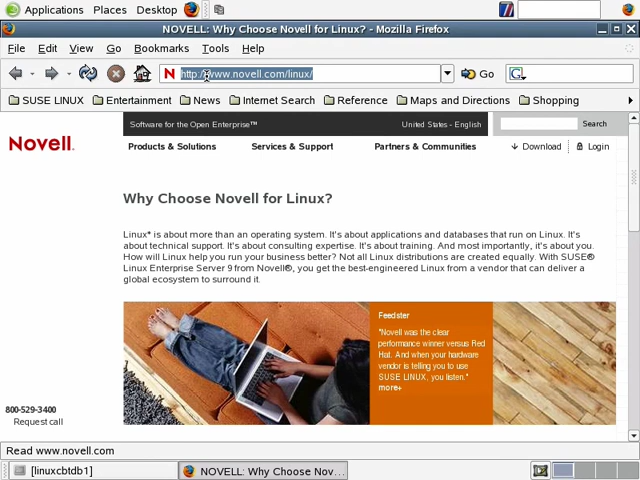 Applications Places Desktop
NOVELL: Why Choose Novell for Linux? - Mozilla Firefox
File Edit View Go Bookmarks Tools Help
N http://www.novell.com/linux/ Go G
SUSE LINUX Entertainment News Internet Search Reference Maps and Directions Shopping
Software for the Open Enterprise™ United States - English Search
Novell.
Products & Solutions Services & Support Partners & Communities Download Login
Why Choose Novell for Linux?
Linux* is about more than an operating system. It's about applications and databases that run on Linux. It's
about technical support. It's about consulting expertise. It's about training. And most importantly, it's about you.
How will Linux help you run your business better? Not all Linux distributions are created equally. With SUSE®
Linux Enterprise Server 9 from Novell®, you get the best-engineered Linux from a vendor that can deliver a
global ecosystem to surround it.
Feedster
"Novell was the clear
performance winner versus Red
Hat. And when your hardware
vendor is telling you to use
SUSE LINUX, you listen."
more+
800-529-3400
Request call
Read www.novell.com
[linuxcbtdb1] NOVELL: Why Choose Nov...